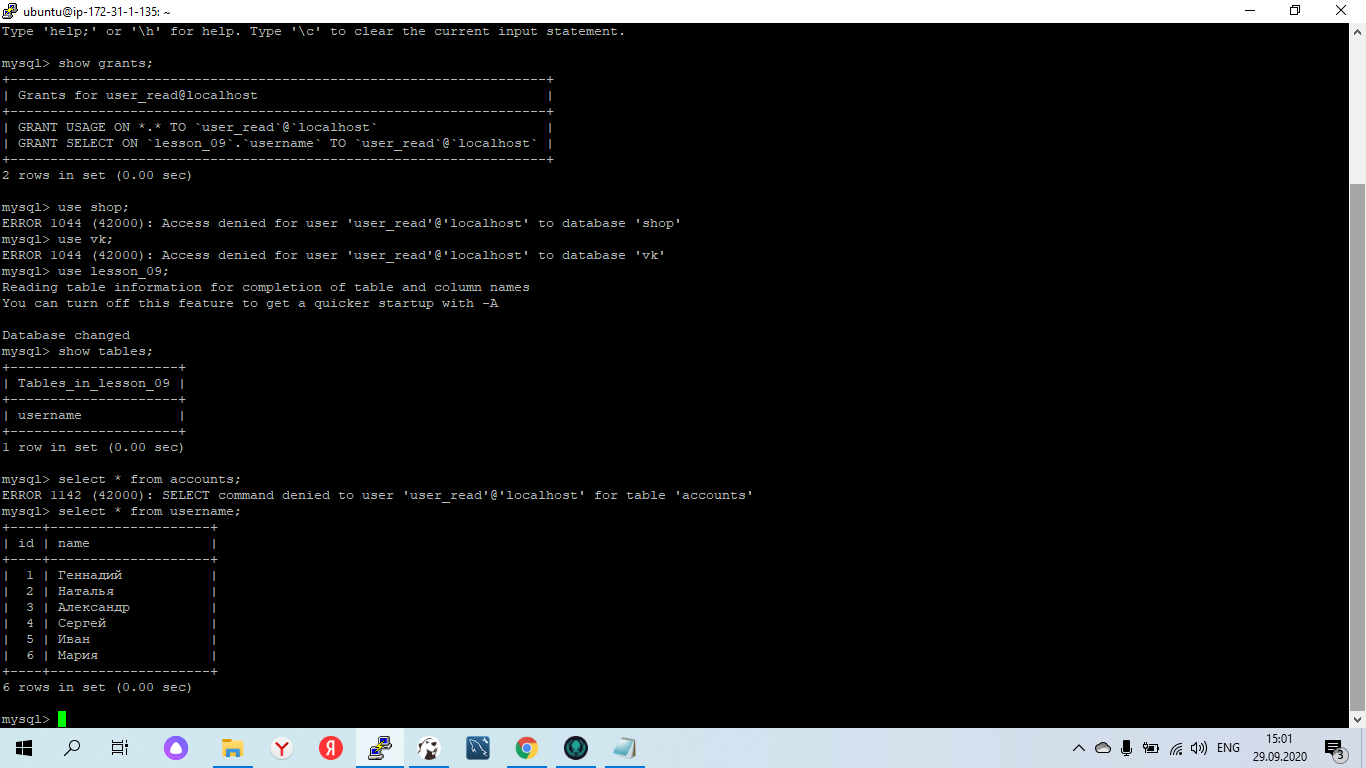 ubuntu@ip-172-31-1-135: ~
Type 'help;' or '\h' for help. Type '\c' to clear the current input statement.
mysql> show grants;
+-------------------------------------------------------------------+
| Grants for user_read@localhost                                    |
+-------------------------------------------------------------------+
| GRANT USAGE ON *.* TO `user_read`@`localhost`                     |
| GRANT SELECT ON `lesson_09`.`username` TO `user_read`@`localhost` |
+-------------------------------------------------------------------+
2 rows in set (0.00 sec)
mysql> use shop;
ERROR 1044 (42000): Access denied for user 'user_read'@'localhost' to database 'shop'
mysql> use vk;
ERROR 1044 (42000): Access denied for user 'user_read'@'localhost' to database 'vk'
mysql> use lesson_09;
Reading table information for completion of table and column names
You can turn off this feature to get a quicker startup with -A
Database changed
mysql> show tables;
+---------------------+
| Tables_in_lesson_09 |
+---------------------+
| username            |
+---------------------+
1 row in set (0.00 sec)
mysql> select * from accounts;
ERROR 1142 (42000): SELECT command denied to user 'user_read'@'localhost' for table 'accounts'
mysql> select * from username;
+----+--------------------+
| id | name               |
+----+--------------------+
|  1 | Геннадий           |
|  2 | Наталья            |
|  3 | Александр          |
|  4 | Сергей             |
|  5 | Иван               |
|  6 | Мария              |
+----+--------------------+
6 rows in set (0.00 sec)
mysql>
Y
Я
ENG
15:01
29.09.2020
3